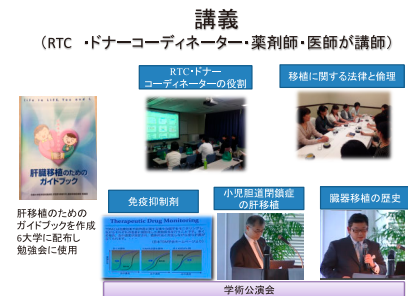 講義
（RTC ・ドナーコーディネーター・薬剤師・医師が講師）
RTC・ドナー
コーディネーターの役割
移植に関する法律と倫理
肝臓移植のための
ガイドブック
肝移植のための
ガイドブックを作成
6大学に配布し
勉強会に使用
免疫抑制剤
Therapeutic Drug Monitoring
小児胆道閉鎖症
の肝移植
臓器移植の歴史
学術公演会